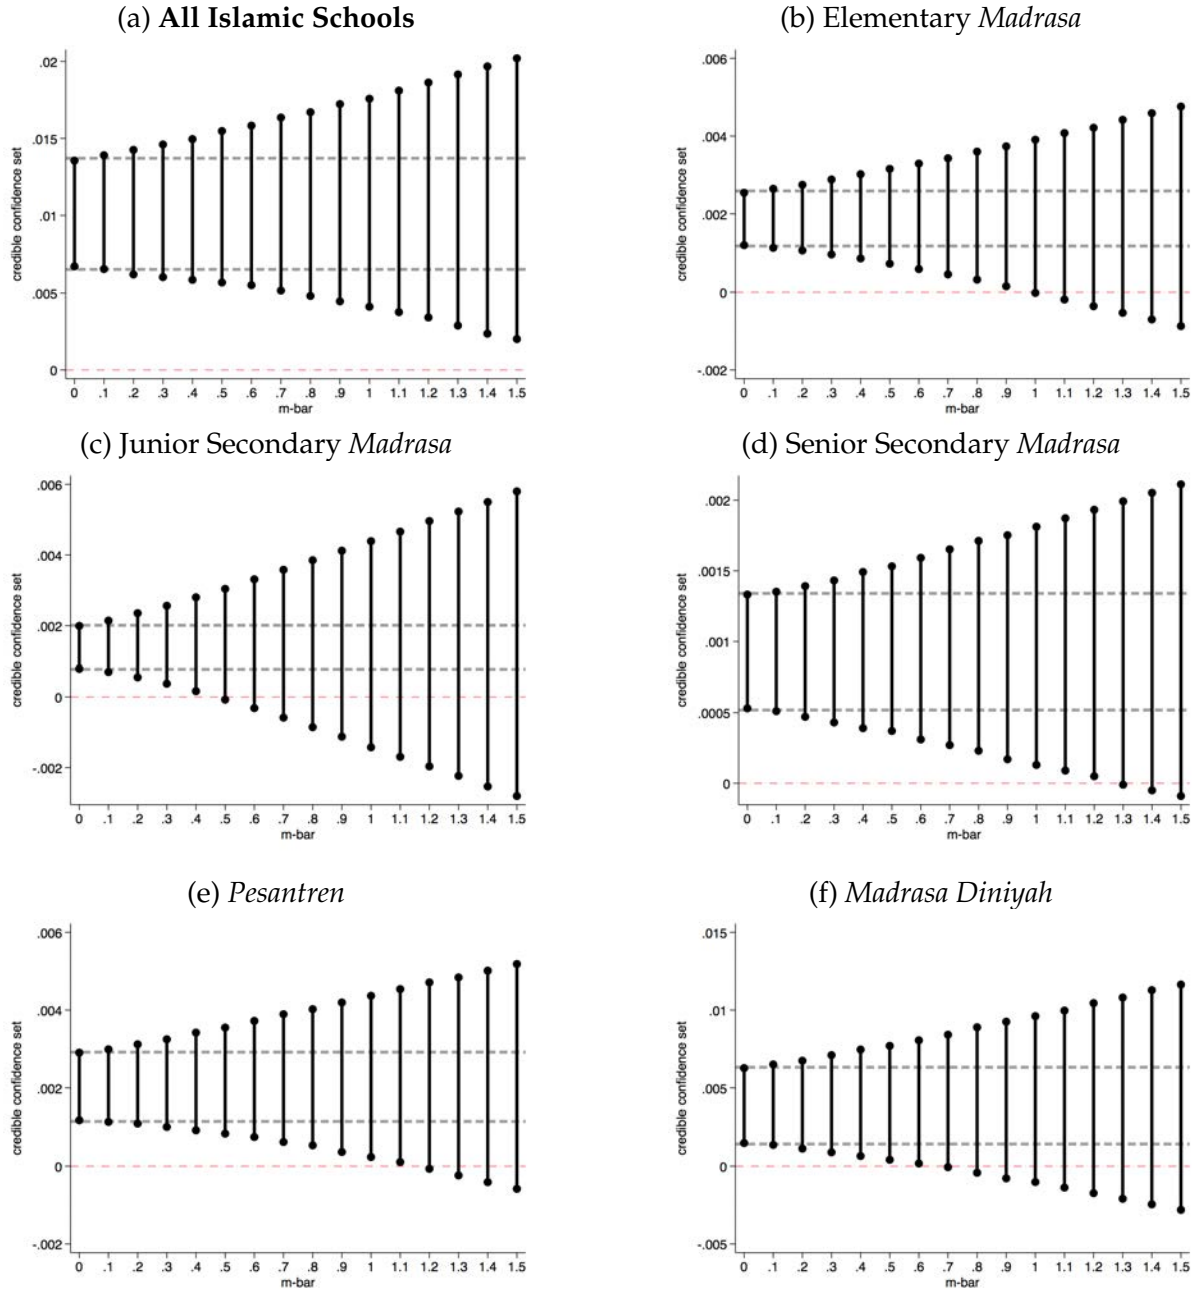 (a) All Islamic Schools
credible confidence set
.02
.015
.01
.005
0
0 .1 .2 .3 .4 .5 .6 .7 .8 .9 1 1.1 1.2 1.3 1.4 1.5
m-bar
(b) Elementary Madrasa
credible confidence set
.006
.004
.002
0
-.002
0 .1 .2 .3 .4 .5 .6 .7 .8 .9 1 1.1 1.2 1.3 1.4 1.5
m-bar
(c) Junior Secondary Madrasa
credible confidence set
.006
.004
.002
0
-.002
0 .1 .2 .3 .4 .5 .6 .7 .8 .9 1 1.1 1.2 1.3 1.4 1.5
m-bar
(d) Senior Secondary Madrasa
credible confidence set
.002
.0015
.001
.0005
0
0 .1 .2 .3 .4 .5 .6 .7 .8 .9 1 1.1 1.2 1.3 1.4 1.5
m-bar
(e) Pesantren
credible confidence set
.006
.004
.002
0
-.002
0 .1 .2 .3 .4 .5 .6 .7 .8 .9 1 1.1 1.2 1.3 1.4 1.5
m-bar
(f) Madrasa Diniyah
credible confidence set
.015
.01
.005
0
-.005
0 .1 .2 .3 .4 .5 .6 .7 .8 .9 1 1.1 1.2 1.3 1.4 1.5
m-bar